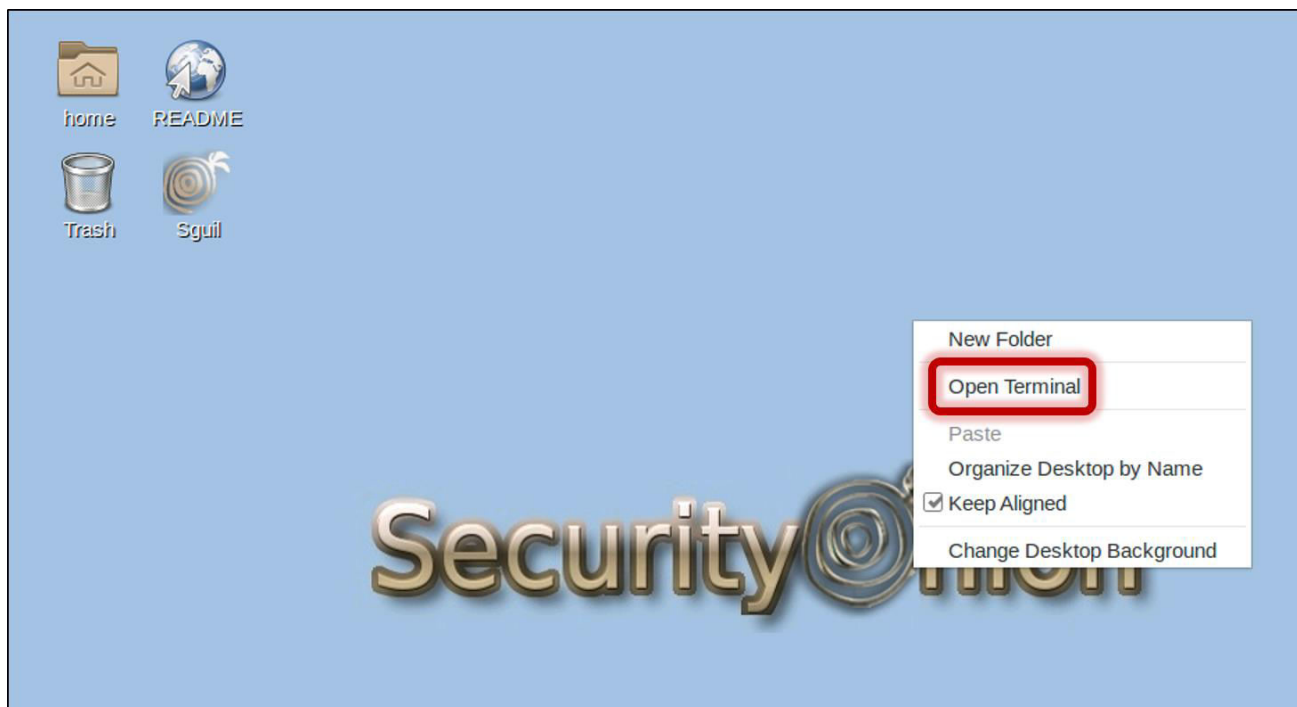 home README
Trash Sguil
New Folder
Open Terminal
Paste
Organize Desktop by Name
Keep Aligned
Change Desktop Background
Security